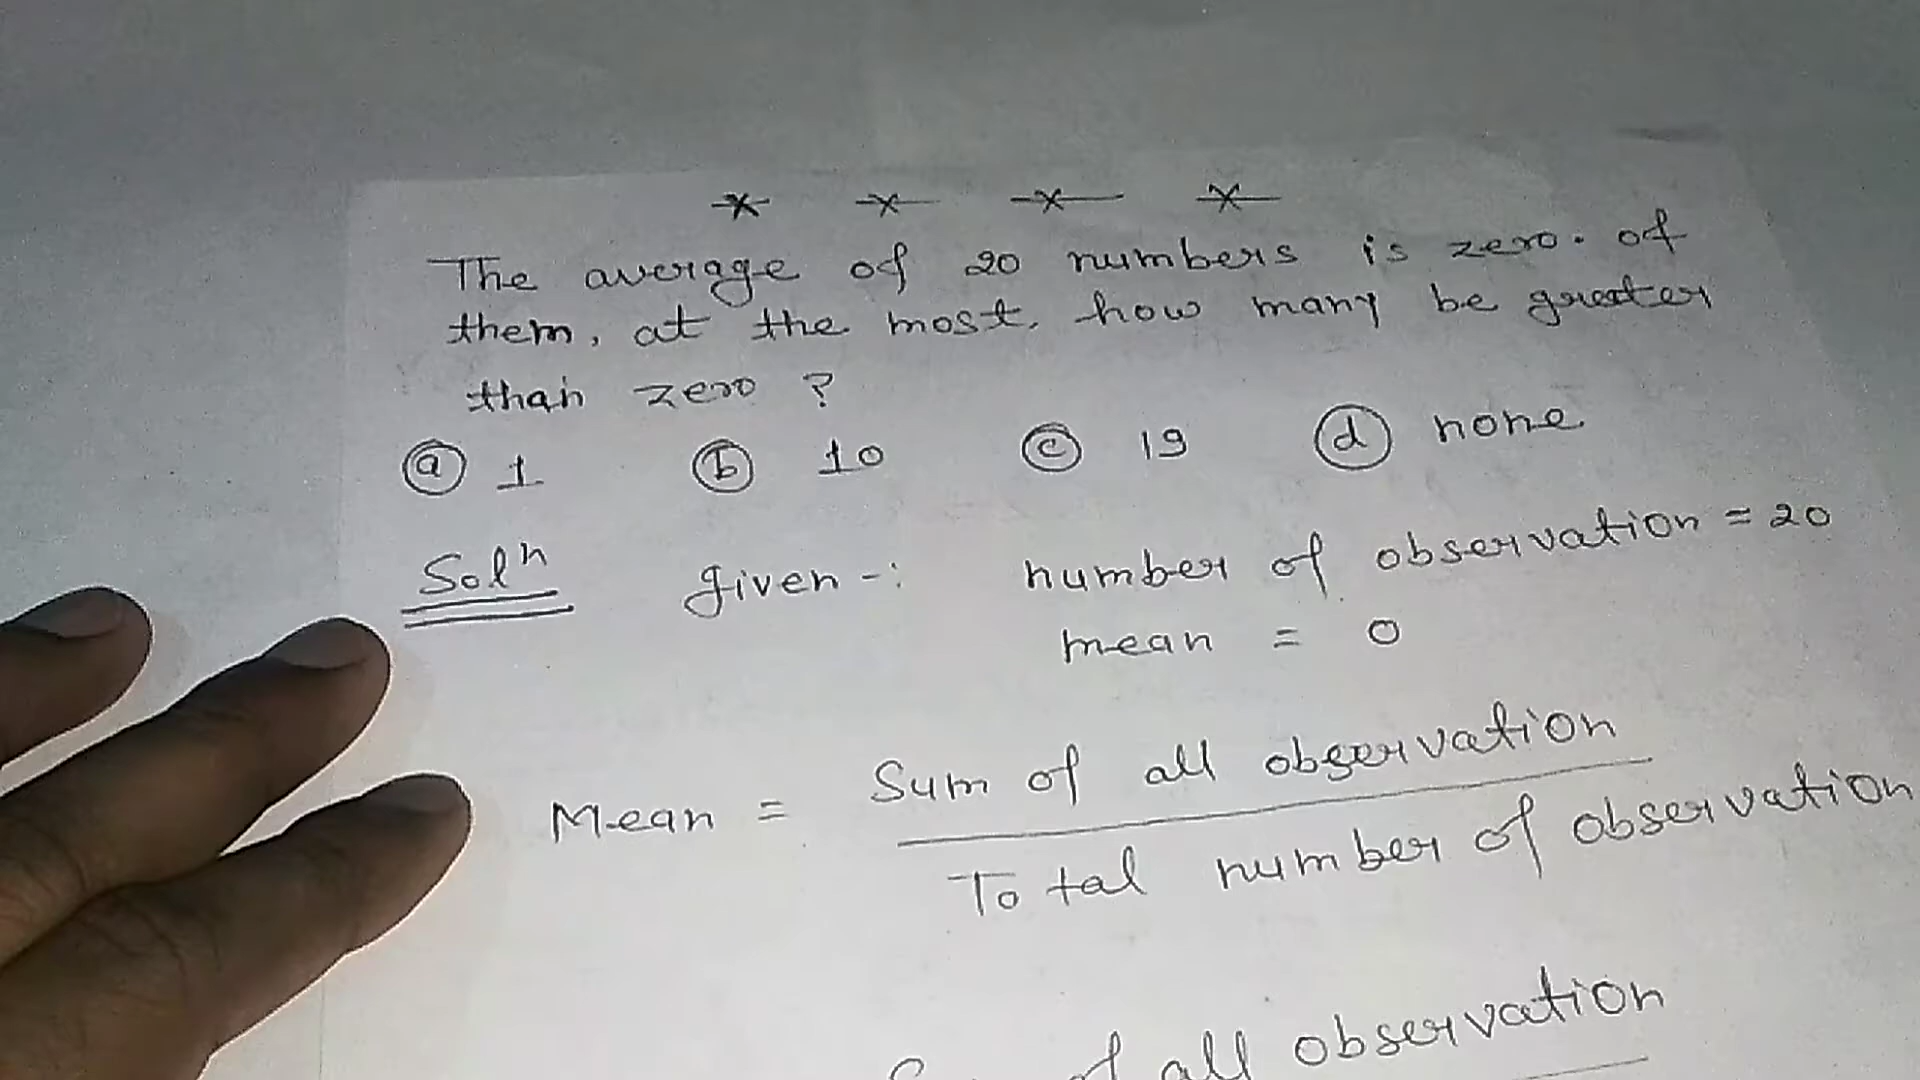 The average of 20 numbers is zero. of
them, at the most, how many be greater
than zero ?
ⓐ 1 ⓑ 10 ⓒ 19 ⓓ none.
Solⁿ given -: number of observation = 20
mean = 0
Mean = Sum of all observation
Total number of observation
of all observation